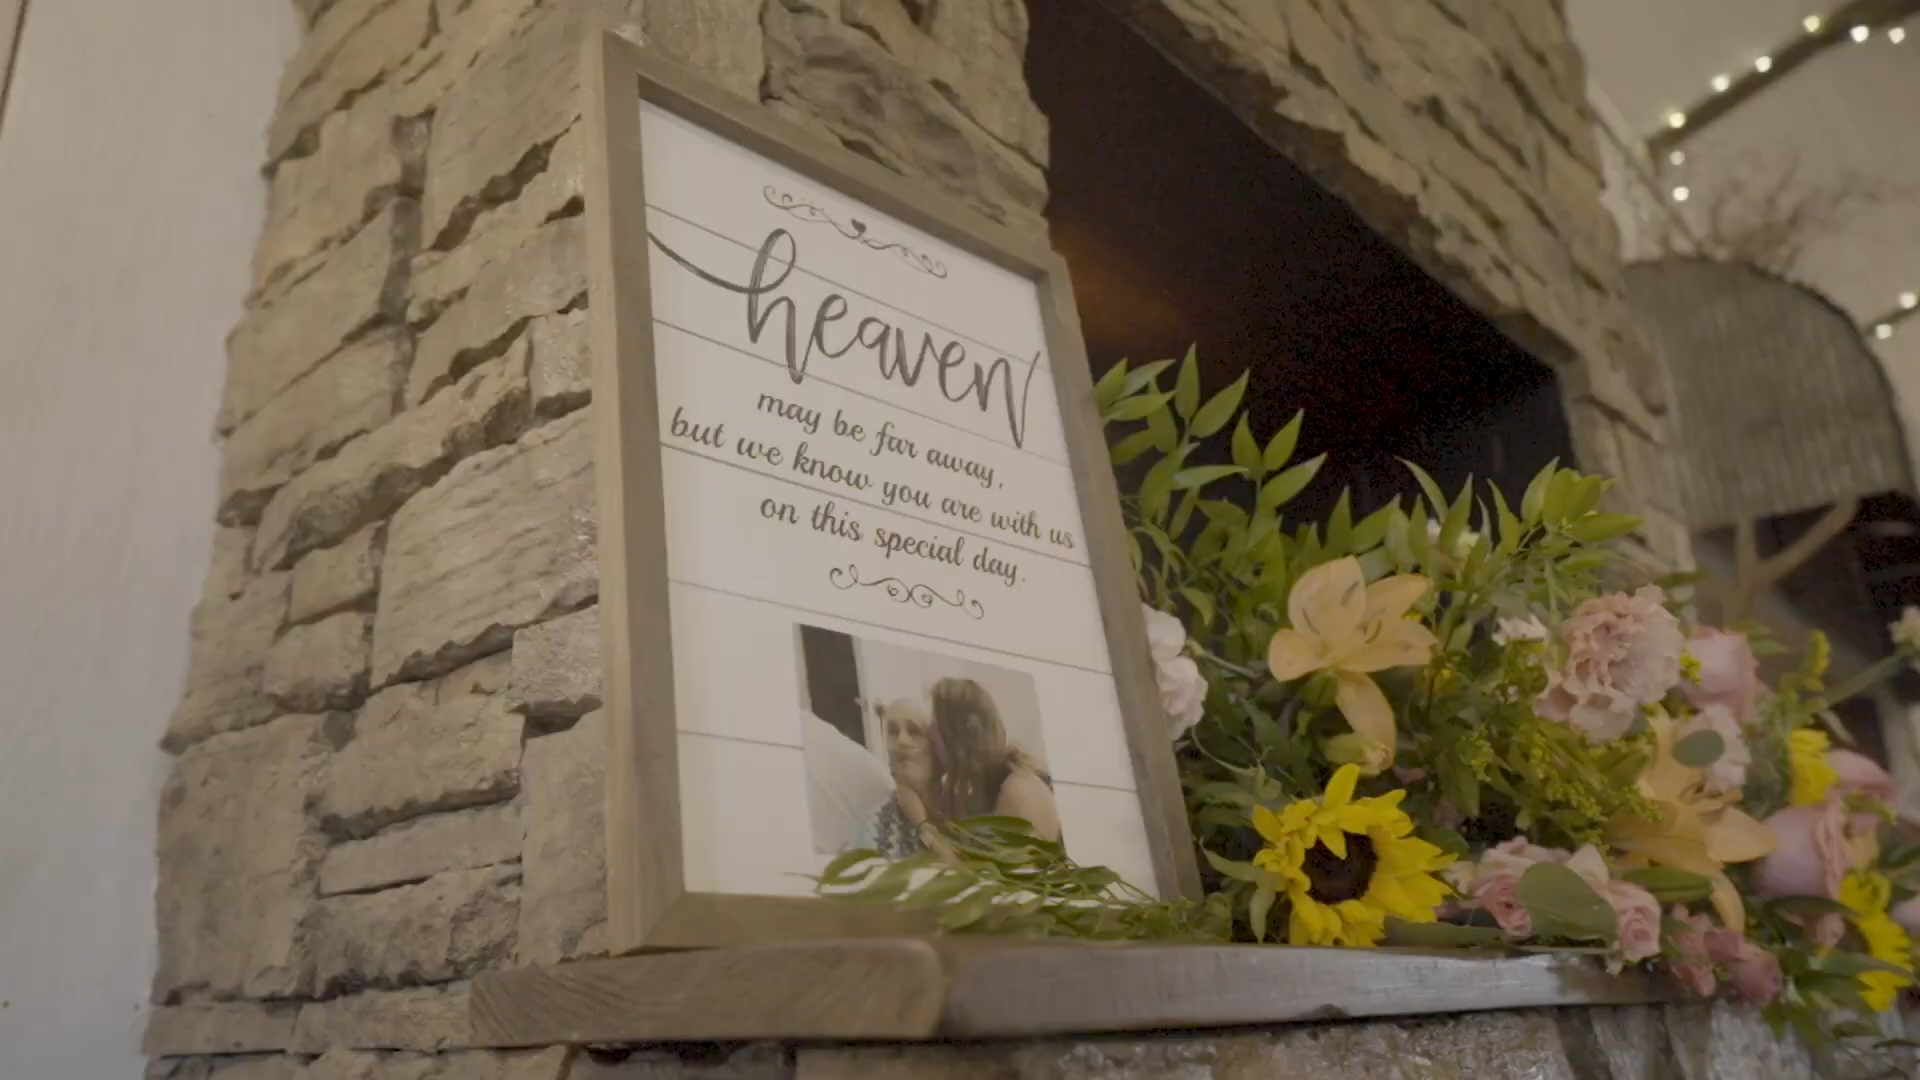 heaven
may be far away,
but we know you are with us
on this special day.